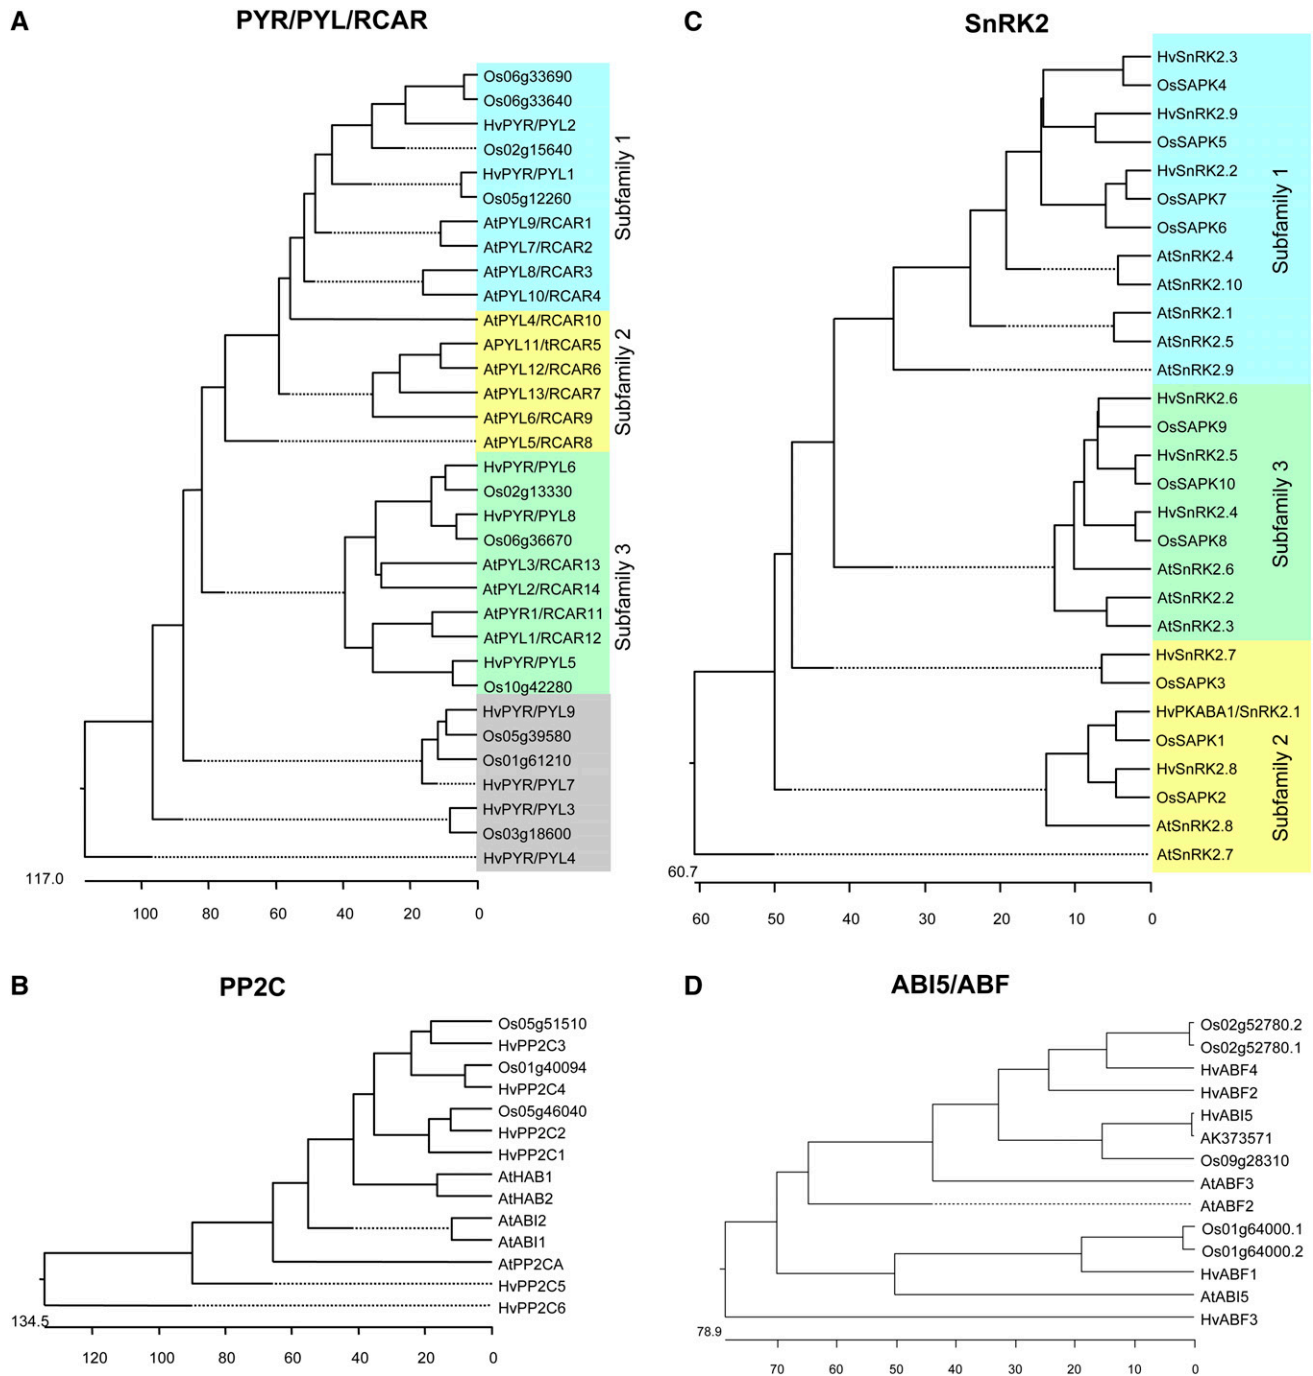 A
PYR/PYL/RCAR
Os06g33690
Os06g33640
HvPYR/PYL2
Os02g15640
HvPYR/PYL1
Os05g12260
AtPYL9/RCAR1
AtPYL7/RCAR2
AtPYL8/RCAR3
AtPYL10/RCAR4
Subfamily 1
AtPYL4/RCAR10
APYL11/tRCAR5
AtPYL12/RCAR6
AtPYL13/RCAR7
AtPYL6/RCAR9
AtPYL5/RCAR8
Subfamily 2
HvPYR/PYL6
Os02g13330
HvPYR/PYL8
Os06g36670
AtPYL3/RCAR13
AtPYL2/RCAR14
AtPYR1/RCAR11
AtPYL1/RCAR12
HvPYR/PYL5
Os10g42280
Subfamily 3
HvPYR/PYL9
Os05g39580
Os01g61210
HvPYR/PYL7
HvPYR/PYL3
Os03g18600
HvPYR/PYL4
117.0
100 80 60 40 20 0
C
SnRK2
HvSnRK2.3
OsSAPK4
HvSnRK2.9
OsSAPK5
HvSnRK2.2
OsSAPK7
OsSAPK6
AtSnRK2.4
AtSnRK2.10
AtSnRK2.1
AtSnRK2.5
AtSnRK2.9
Subfamily 1
HvSnRK2.6
OsSAPK9
HvSnRK2.5
OsSAPK10
HvSnRK2.4
OsSAPK8
AtSnRK2.6
AtSnRK2.2
AtSnRK2.3
Subfamily 3
HvSnRK2.7
OsSAPK3
HvPKABA1/SnRK2.1
OsSAPK1
HvSnRK2.8
OsSAPK2
AtSnRK2.8
AtSnRK2.7
Subfamily 2
60.7
60 50 40 30 20 10 0
B
PP2C
Os05g51510
HvPP2C3
Os01g40094
HvPP2C4
Os05g46040
HvPP2C2
HvPP2C1
AtHAB1
AtHAB2
AtABI2
AtABI1
AtPP2CA
HvPP2C5
HvPP2C6
134.5
120 100 80 60 40 20 0
D
ABI5/ABF
Os02g52780.2
Os02g52780.1
HvABF4
HvABF2
HvABI5
AK373571
Os09g28310
AtABF3
AtABF2
Os01g64000.1
Os01g64000.2
HvABF1
AtABI5
HvABF3
78.9
70 60 50 40 30 20 10 0